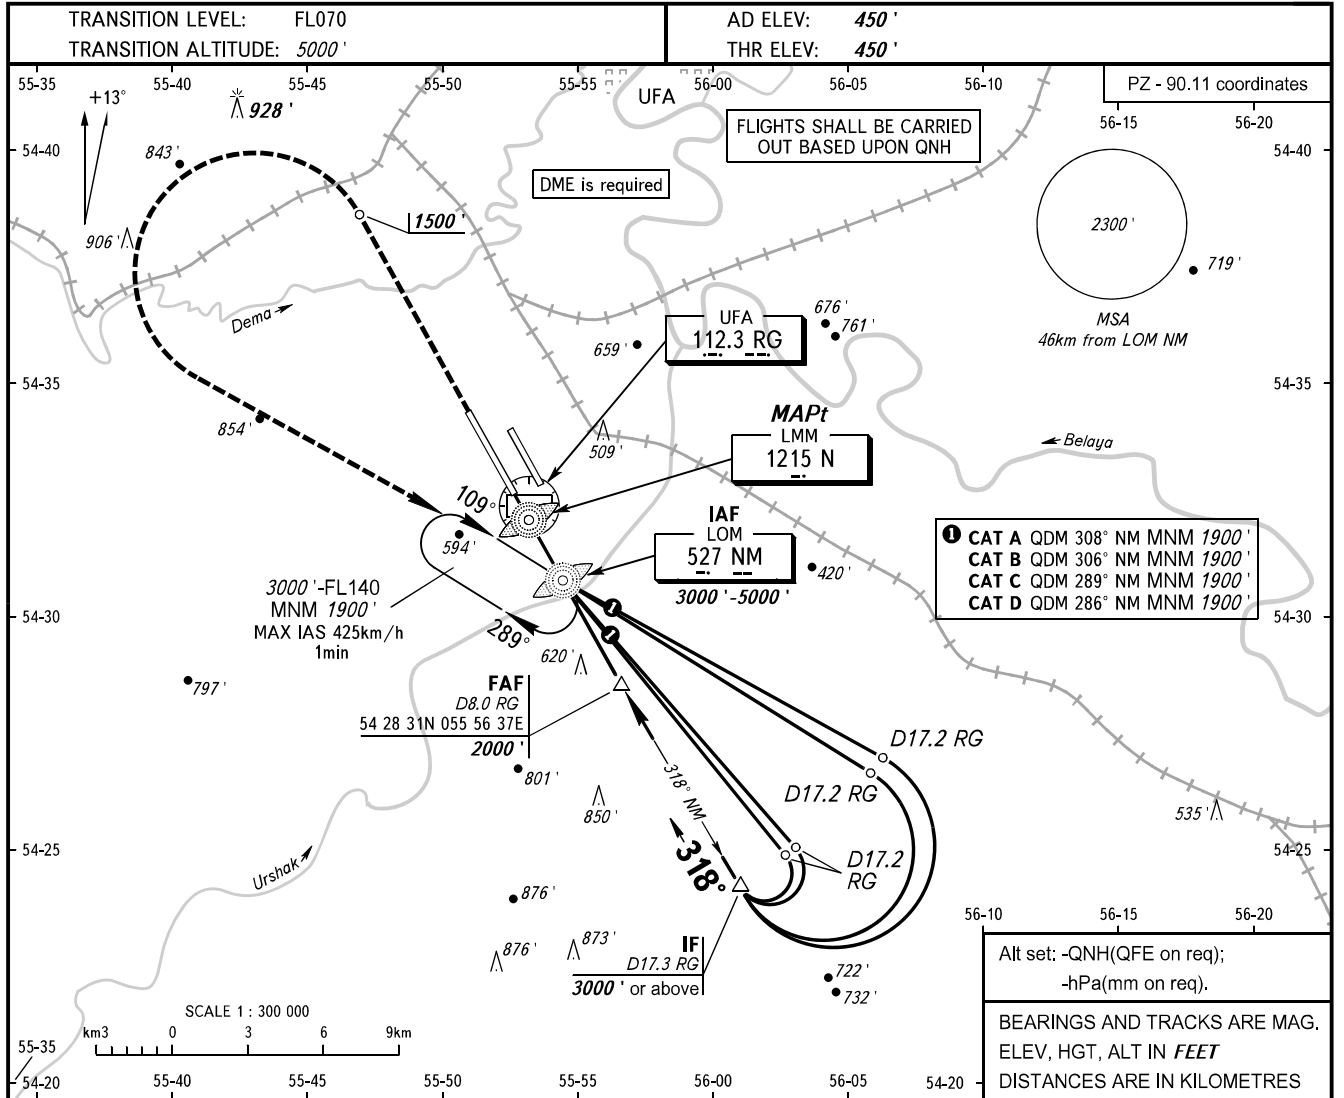 TRANSITION LEVEL: FL070
TRANSITION ALTITUDE: 5000 '
AD ELEV: 450 '
THR ELEV: 450 '
55-35 55-40 55-45 55-50 55-55 56-00 56-05 56-10
PZ - 90.11 coordinates
56-15 56-20
+13°
928 '
UFA
FLIGHTS SHALL BE CARRIED
OUT BASED UPON QNH
54-40
843 '
54-40
DME is required
1500 '
906 '
2300 '
719 '
Dema
MSA
46km from LOM NM
UFA
112.3 RG
676 '
761 '
659 '
54-35
54-35
MAPt
LMM
1215 N
854 '
509 '
Belaya
109°
IAF
LOM
527 NM
3000 '-5000 '
594 '
420 '
1 CAT A QDM 308° NM MNM 1900 '
CAT B QDM 306° NM MNM 1900 '
CAT C QDM 289° NM MNM 1900 '
CAT D QDM 286° NM MNM 1900 '
3000 '-FL140
MNM 1900 '
MAX IAS 425km/h
1min
54-30
1
1
54-30
289°
620 '
797 '
FAF
D8.0 RG
54 28 31N 055 56 37E
2000 '
D17.2 RG
D17.2 RG
801 '
318° NM
850 '
535 '
54-25
318°
D17.2
RG
54-25
Urshak
876 '
876 '
873 '
IF
D17.3 RG
3000 ' or above
722 '
732 '
56-10 56-15 56-20
Alt set: -QNH(QFE on req);
-hPa(mm on req).
SCALE 1 : 300 000
km3 0 3 6 9km
BEARINGS AND TRACKS ARE MAG.
ELEV, HGT, ALT IN FEET
DISTANCES ARE IN KILOMETRES
55-35
54-20 55-40 55-45 55-50 55-55 56-00 56-05 54-20